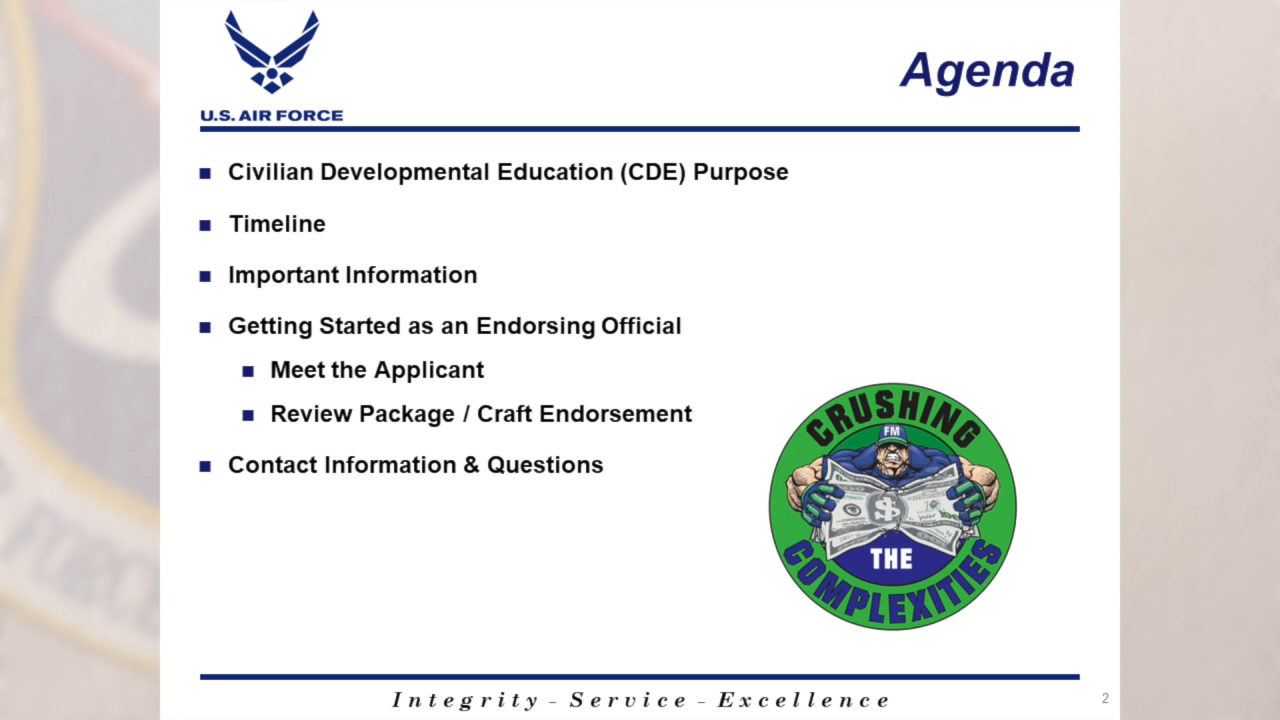 U.S. AIR FORCE
Agenda
Civilian Developmental Education (CDE) Purpose
Timeline
Important Information
Getting Started as an Endorsing Official
Meet the Applicant
Review Package / Craft Endorsement
Contact Information & Questions
CRUSHING
FM
THE
COMPLEXITIES
Integrity - Service - Excellence
2